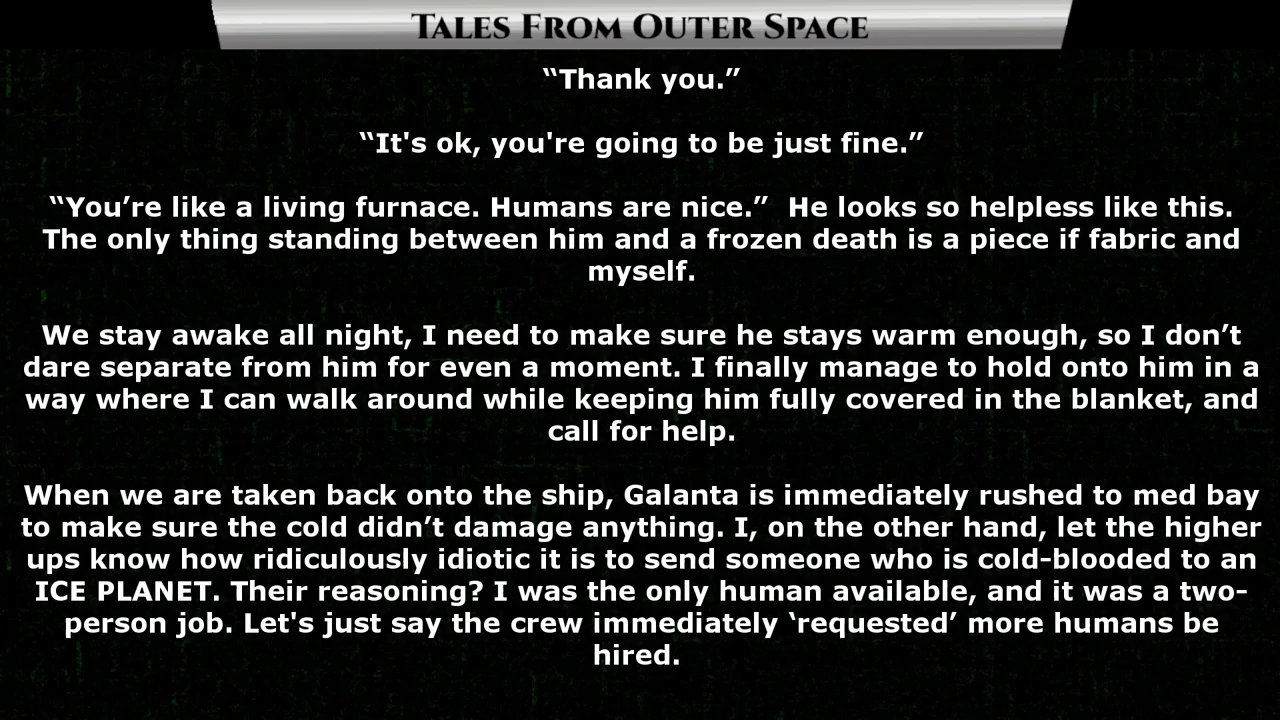 TALES FROM OUTER SPACE
“Thank you.”
“It's ok, you're going to be just fine.”
“You’re like a living furnace. Humans are nice.”  He looks so helpless like this.
The only thing standing between him and a frozen death is a piece if fabric and
myself.
We stay awake all night, I need to make sure he stays warm enough, so I don’t
dare separate from him for even a moment. I finally manage to hold onto him in a
way where I can walk around while keeping him fully covered in the blanket, and
call for help.
When we are taken back onto the ship, Galanta is immediately rushed to med bay
to make sure the cold didn’t damage anything. I, on the other hand, let the higher
ups know how ridiculously idiotic it is to send someone who is cold-blooded to an
ICE PLANET. Their reasoning? I was the only human available, and it was a two-
person job. Let's just say the crew immediately ‘requested’ more humans be
hired.